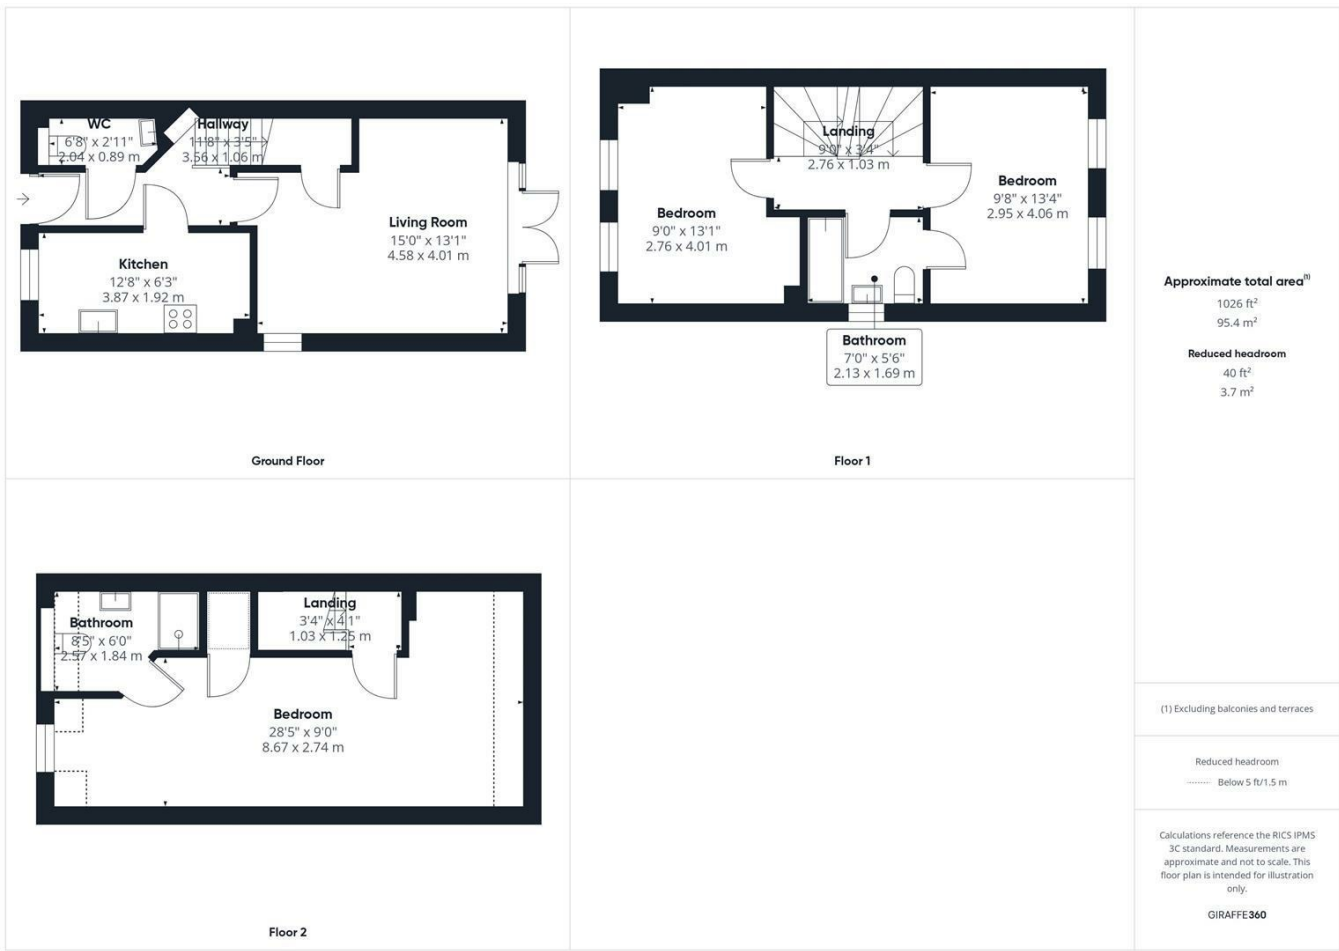 WC
6'8" x 2'11"
2.04 x 0.89 m
Hallway
11'8" x 3'5"
3.56 x 1.06 m
Living Room
15'0" x 13'1"
4.58 x 4.01 m
Kitchen
12'8" x 6'3"
3.87 x 1.92 m
Ground Floor
Landing
9'0" x 3'4"
2.76 x 1.03 m
Bedroom
9'8" x 13'4"
2.95 x 4.06 m
Bedroom
9'0" x 13'1"
2.76 x 4.01 m
Bathroom
7'0" x 5'6"
2.13 x 1.69 m
Floor 1
Bathroom
8'5" x 6'0"
2.57 x 1.84 m
Landing
3'4" x 4'1"
1.03 x 1.25 m
Bedroom
28'5" x 9'0"
8.67 x 2.74 m
Floor 2
Approximate total area(1)
1026 ft²
95.4 m²
Reduced headroom
40 ft²
3.7 m²
(1) Excluding balconies and terraces
Reduced headroom
Below 5 ft/1.5 m
Calculations reference the RICS IPMS
3C standard. Measurements are
approximate and not to scale. This
floor plan is intended for illustration
only.
GIRAFFE360